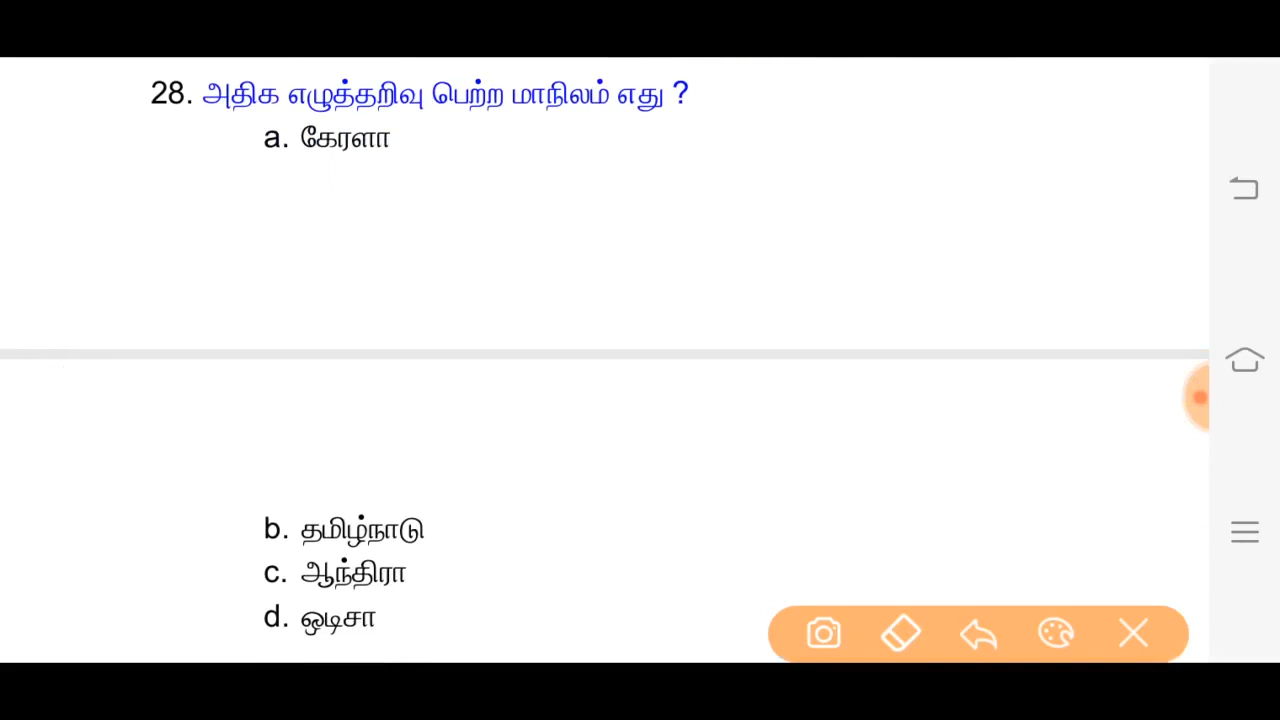 28. அதிக எழுத்தறிவு பெற்ற மாநிலம் எது ?
a. கேரளா
b. தமிழ்நாடு
c. ஆந்திரா
d. ஒடிசா